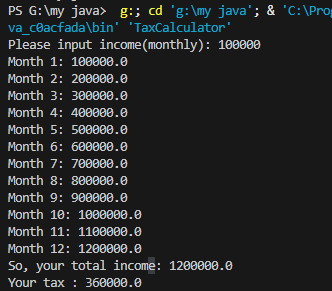 PS G:\my java>  g:; cd 'g:\my java'; & 'C:\Pro
va_c0acfada\bin' 'TaxCalculator'
Please input income(monthly): 100000
Month 1: 100000.0
Month 2: 200000.0
Month 3: 300000.0
Month 4: 400000.0
Month 5: 500000.0
Month 6: 600000.0
Month 7: 700000.0
Month 8: 800000.0
Month 9: 900000.0
Month 10: 1000000.0
Month 11: 1100000.0
Month 12: 1200000.0
So, your total income: 1200000.0
Your tax : 360000.0